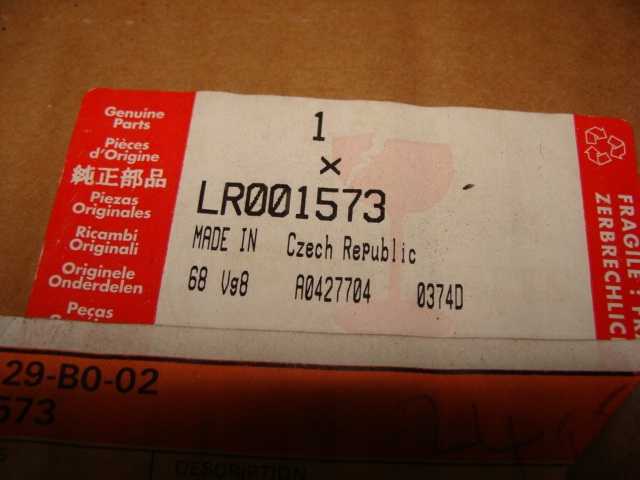 Genuine
Parts
Pièces
d'Origine
純正部品
Piezas
Originales
Ricambi
Originali
Originele
Onderdelen
Peças
1
×
LR001573
MADE IN Czech Republic
68 Vg8 A0427704 0374D
FRAGILE :
ZERBRECHLICH
29-B0-02
573
DESCRIPTION